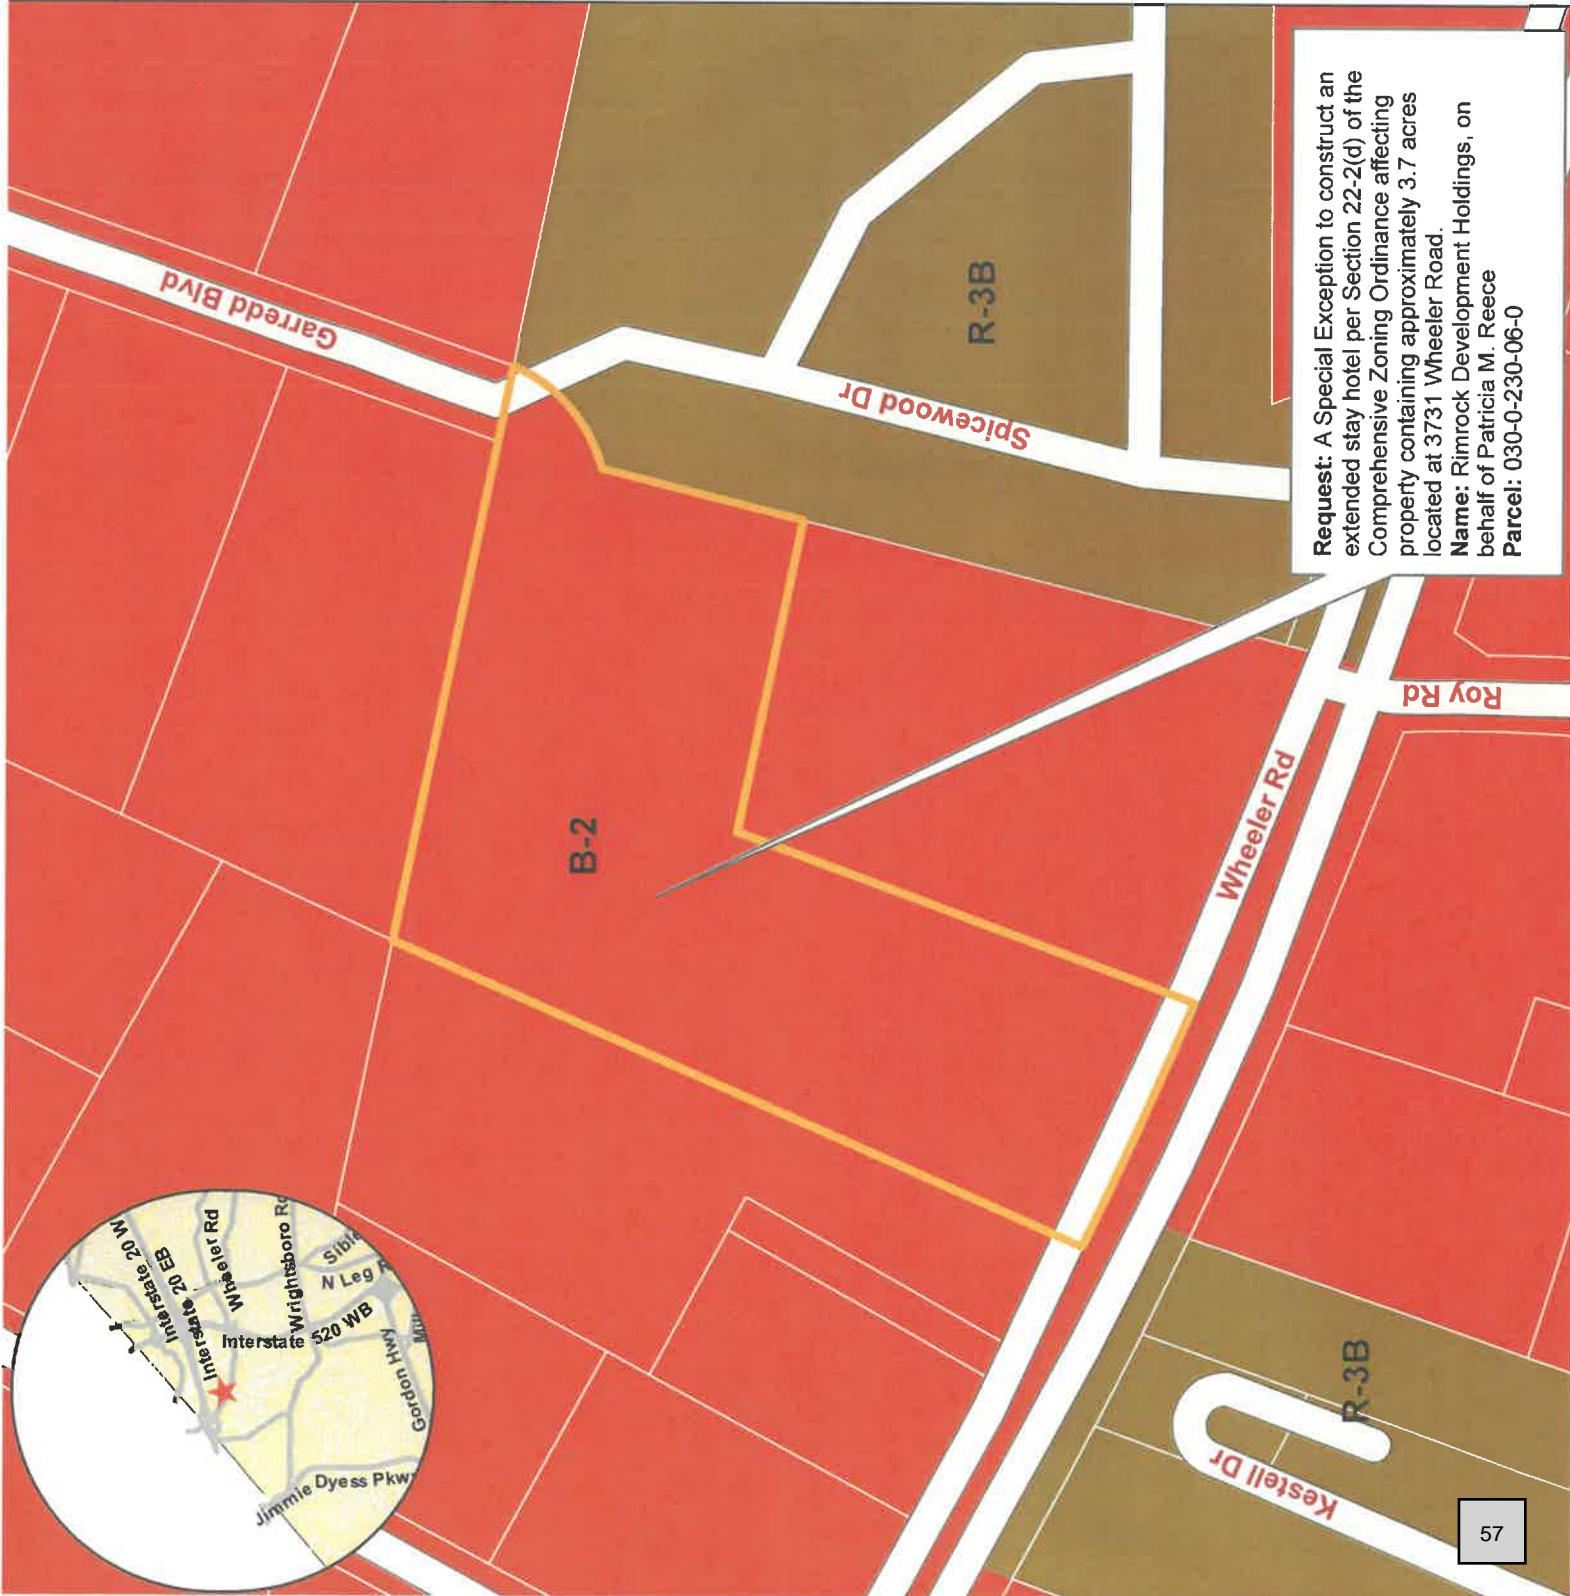 Garredd Blvd
Spicewood Dr
R-3B
B-2
Wheeler Rd
Roy Rd
Kestell Dr
R-3B
Request: A Special Exception to construct an
extended stay hotel per Section 22-2(d) of the
Comprehensive Zoning Ordinance affecting
property containing approximately 3.7 acres
located at 3731 Wheeler Road.
Name: Rimrock Development Holdings, on
behalf of Patricia M. Reece
Parcel: 030-0-230-06-0
Interstate 20 W
Interstate 20 EB
Wheeler Rd
Wrightsboro Rd
Interstate 520 WB
N Leg R
Gordon Hwy
Jimmie Dyess Pkwy
57